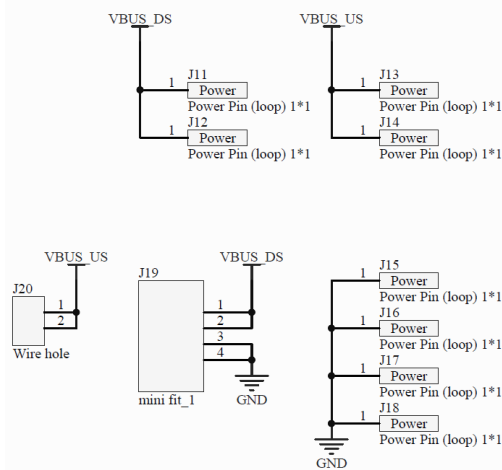 VBUS_DS
1
J11
Power
Power Pin (loop) 1*1
1
J12
Power
Power Pin (loop) 1*1
VBUS_US
1
J13
Power
Power Pin (loop) 1*1
1
J14
Power
Power Pin (loop) 1*1
VBUS_US
J20
1
2
Wire hole
VBUS_DS
J19
1
2
3
4
mini fit_1
GND
1
J15
Power
Power Pin (loop) 1*1
1
J16
Power
Power Pin (loop) 1*1
1
J17
Power
Power Pin (loop) 1*1
1
J18
Power
Power Pin (loop) 1*1
GND